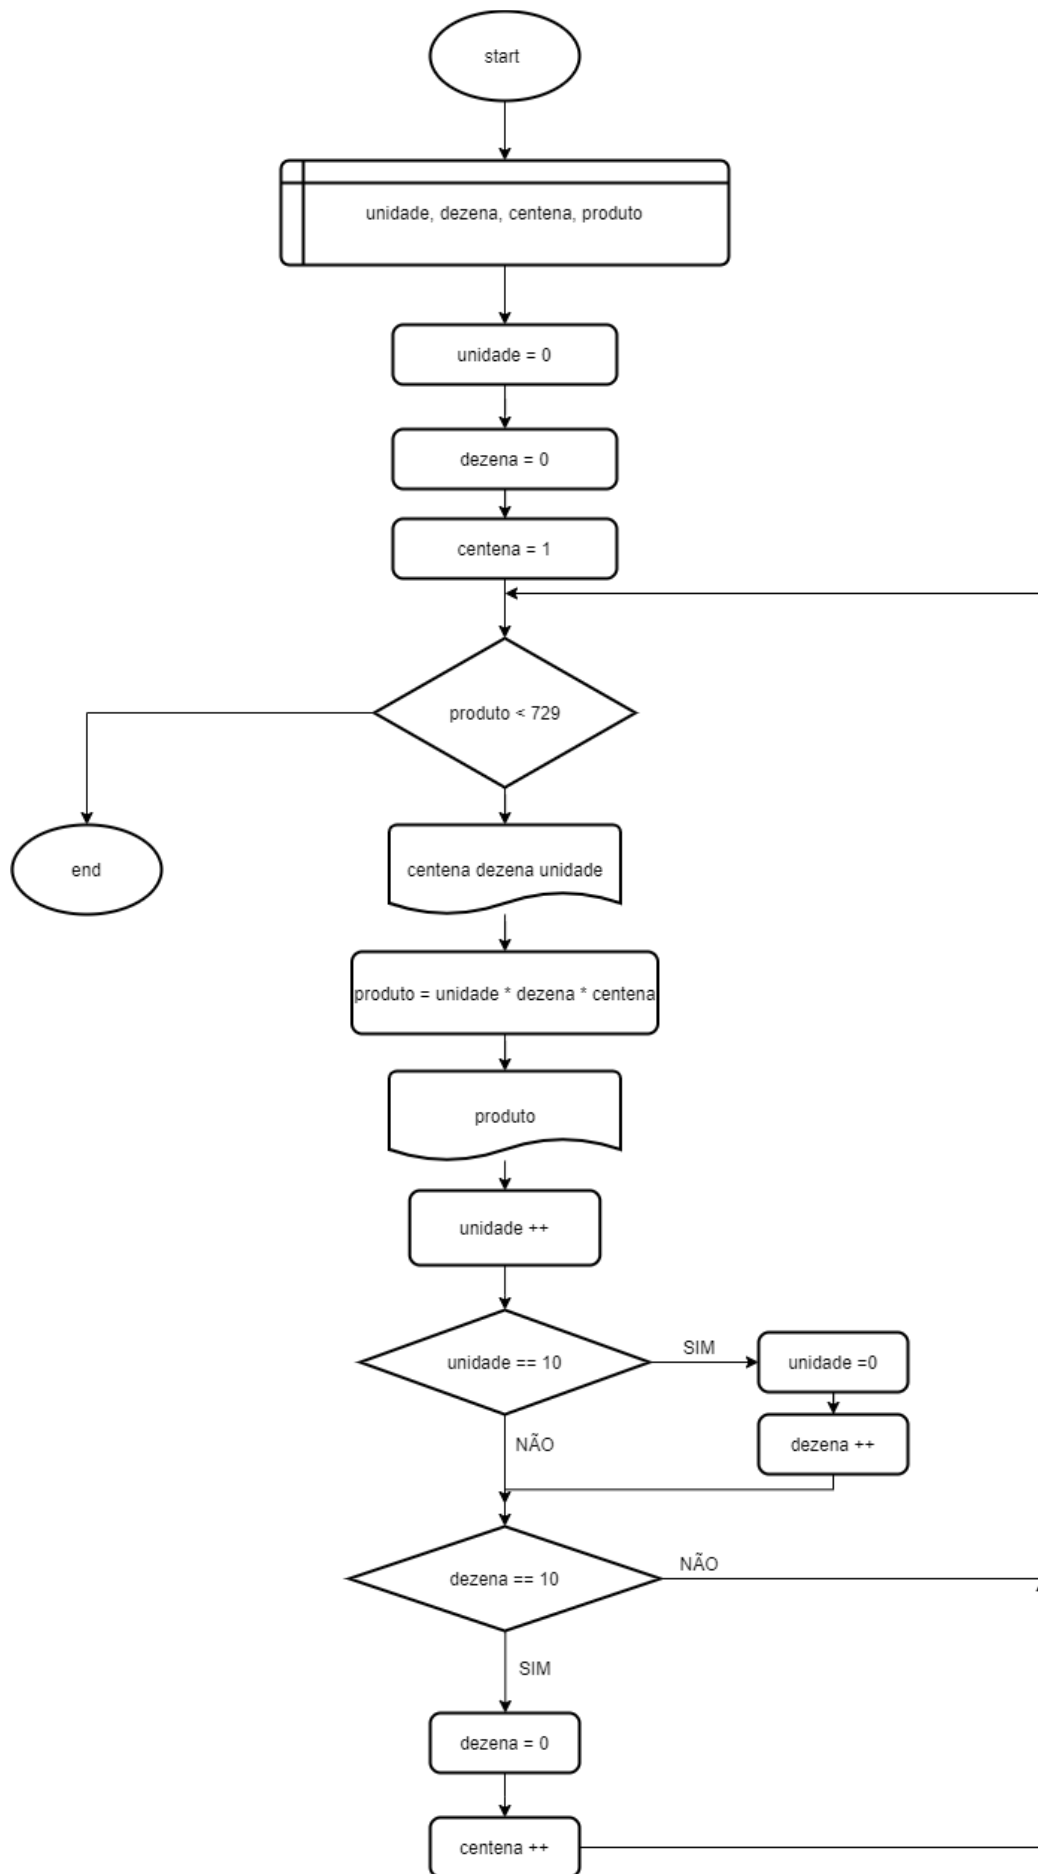 start
unidade, dezena, centena, produto
unidade = 0
dezena = 0
centena = 1
produto < 729
end
centena dezena unidade
produto = unidade * dezena * centena
produto
unidade ++
unidade == 10
SIM
unidade =0
NÃO
dezena ++
dezena == 10
NÃO
SIM
dezena = 0
centena ++